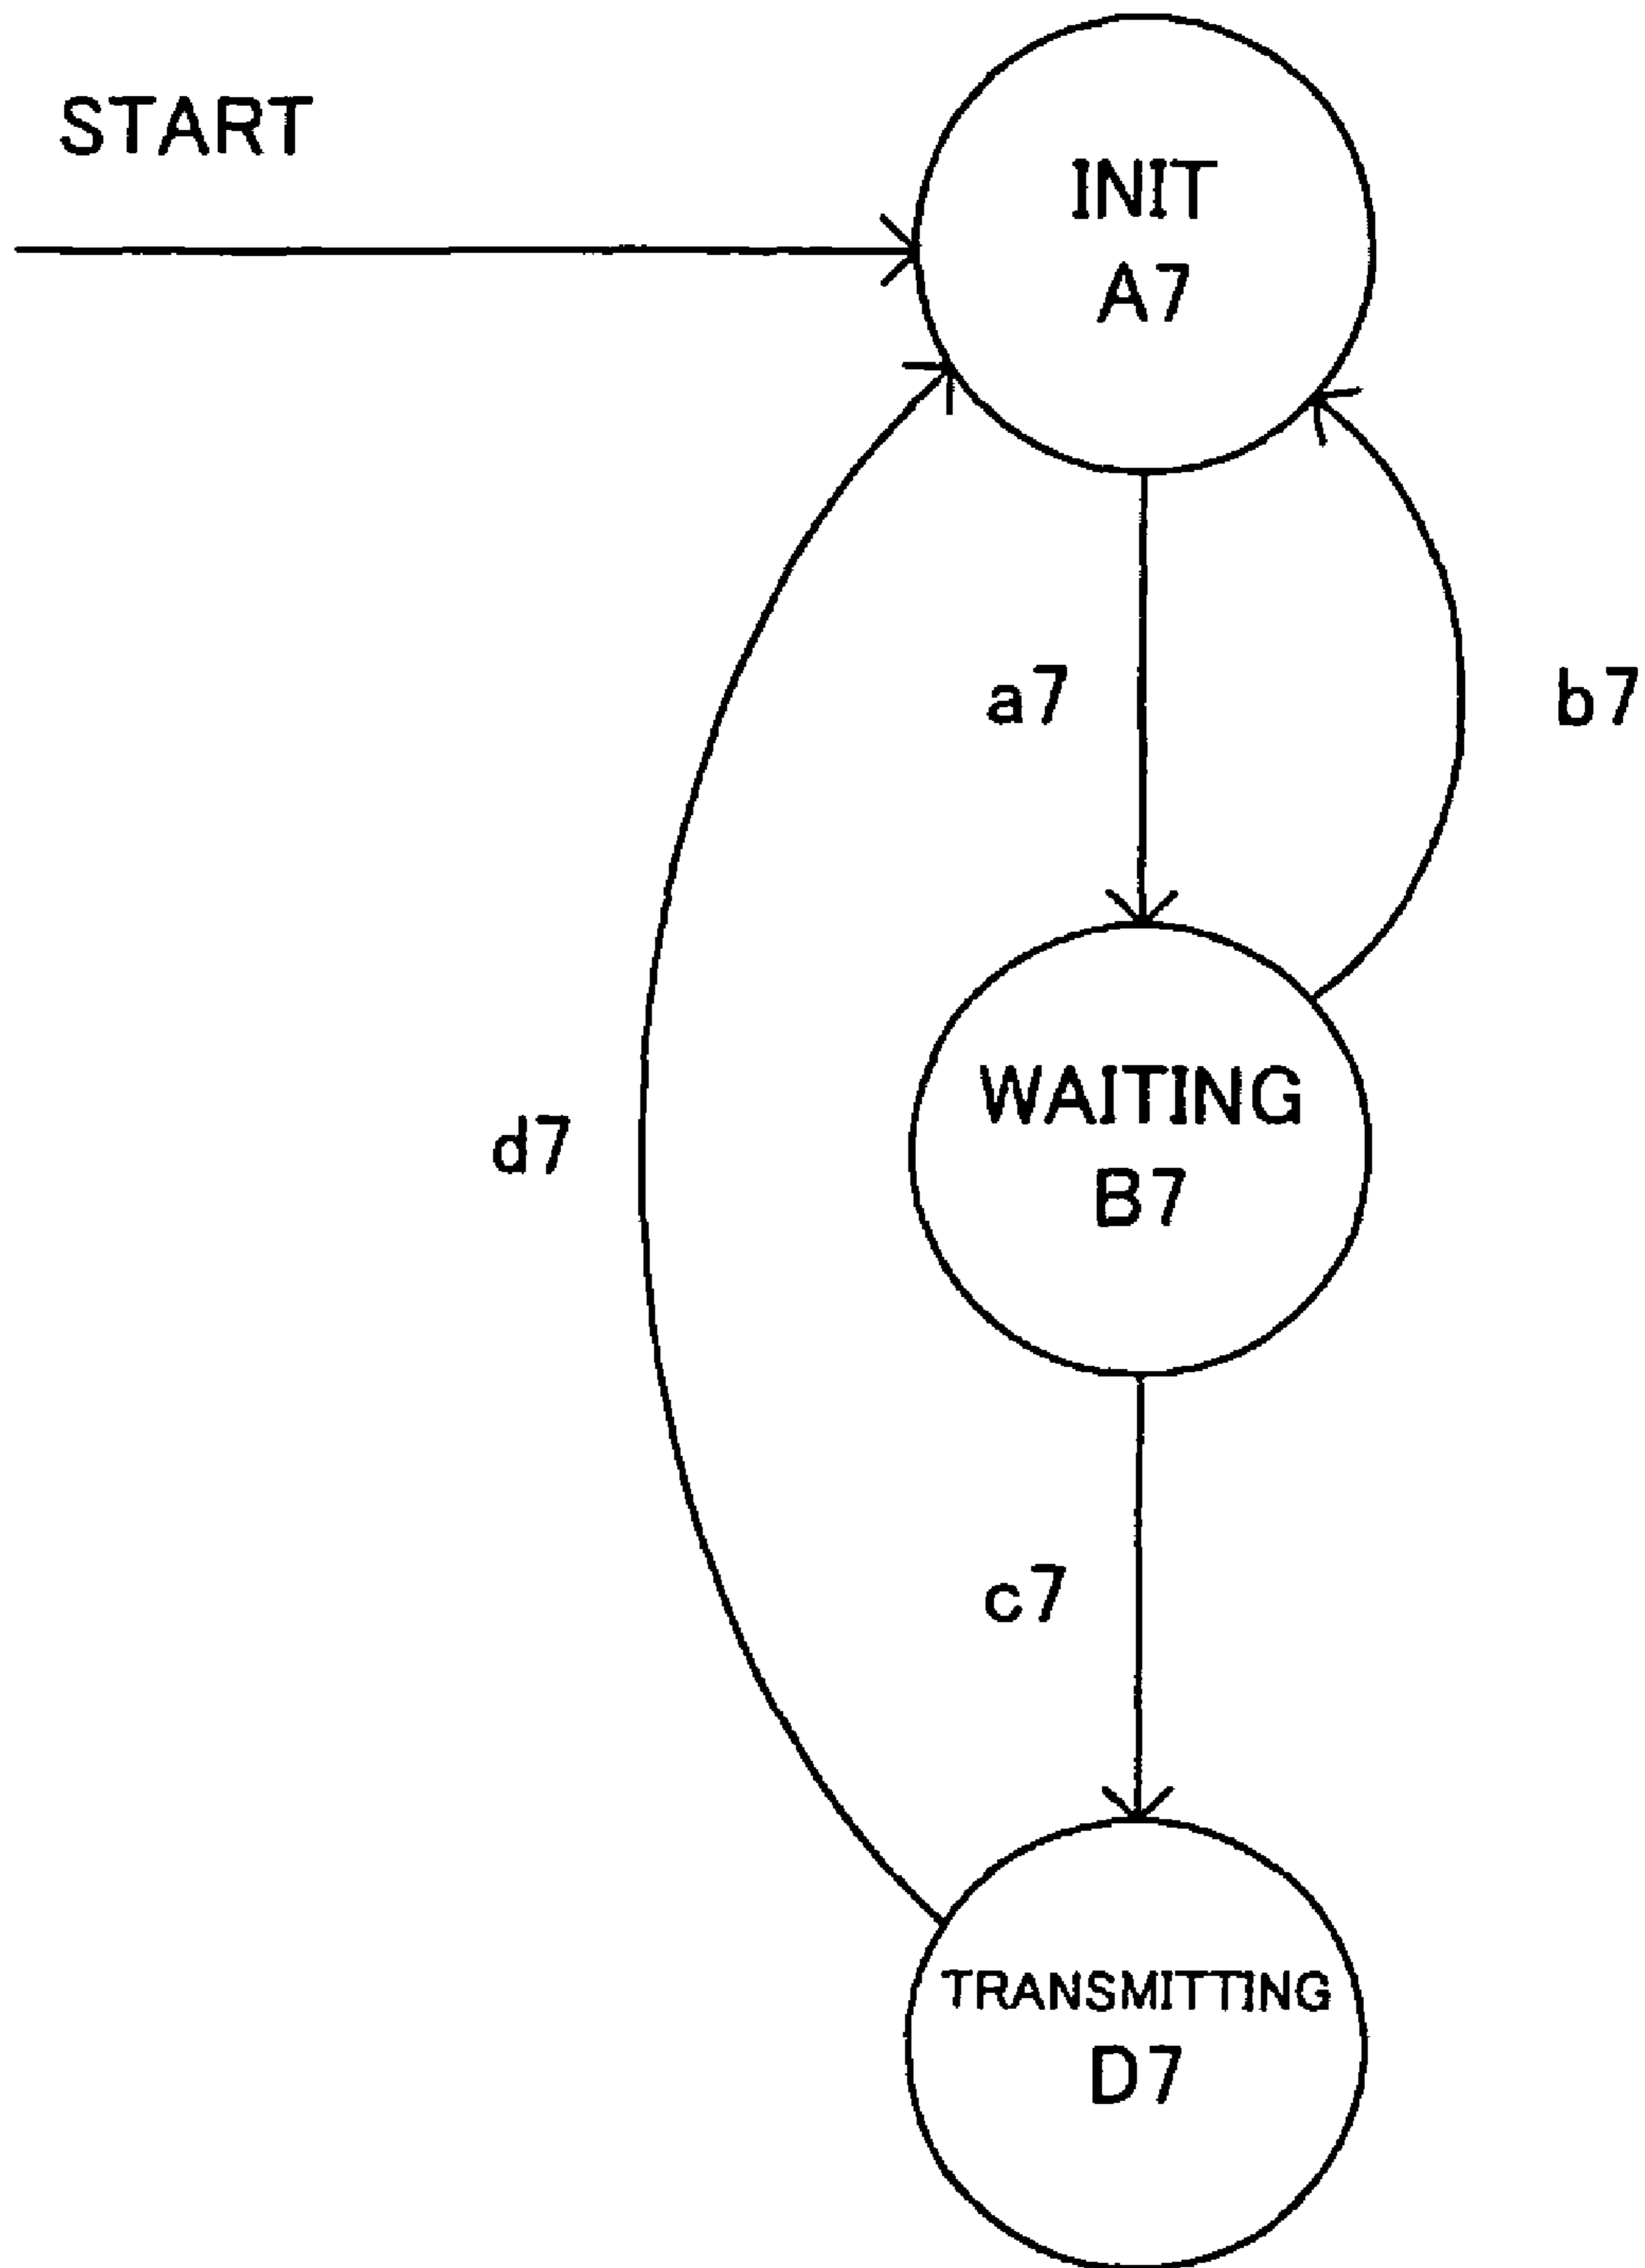 START
INIT
A7
a7
b7
WAITING
B7
d7
c7
TRANSMITTING
D7